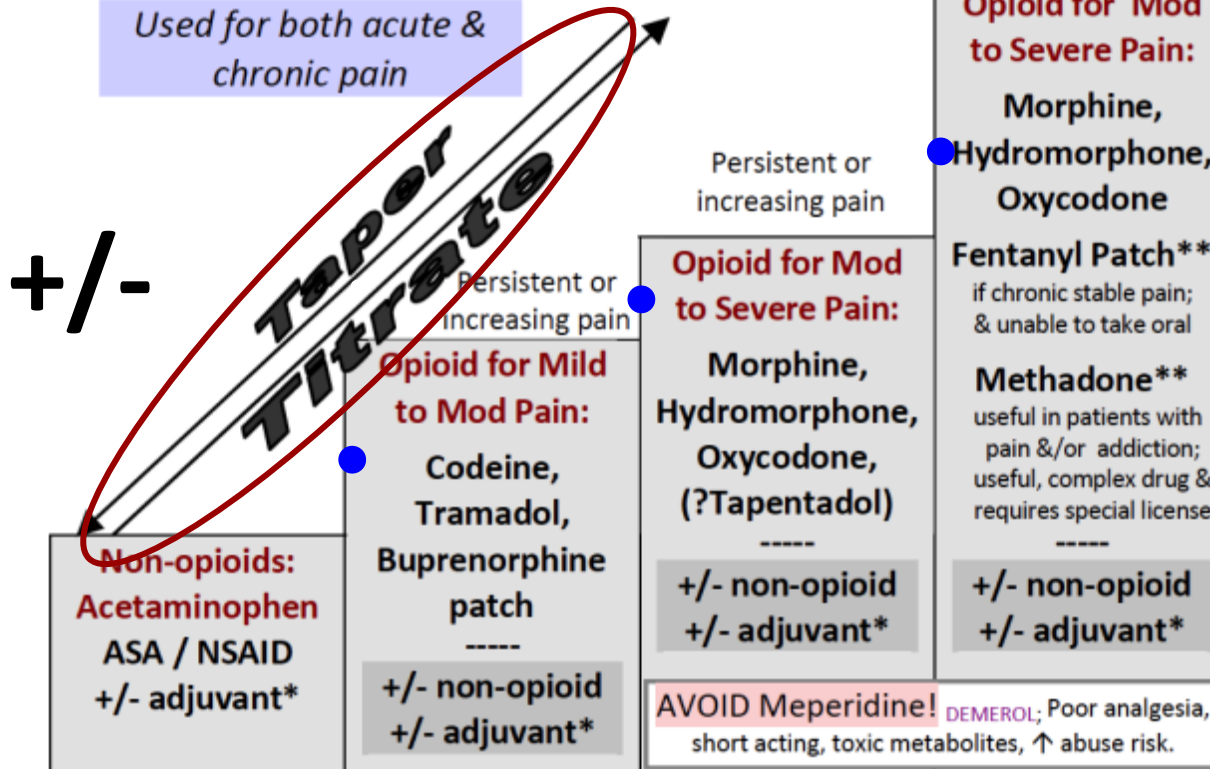 Used for both acute &
chronic pain
Taper
Titrate
+/-
Persistent or
increasing pain
Persistent or
increasing pain
Non-opioids:
Acetaminophen
ASA / NSAID
+/- adjuvant*
Opioid for Mild
to Mod Pain:
Codeine,
Tramadol,
Buprenorphine
patch
-----
+/- non-opioid
+/- adjuvant*
Opioid for Mod
to Severe Pain:
Morphine,
Hydromorphone,
Oxycodone,
(?Tapentadol)
-----
+/- non-opioid
+/- adjuvant*
Opioid for Mod
to Severe Pain:
Morphine,
Hydromorphone,
Oxycodone
Fentanyl Patch**
if chronic stable pain;
& unable to take oral
Methadone**
useful in patients with
pain &/or addiction;
useful, complex drug &
requires special license
-----
+/- non-opioid
+/- adjuvant*
AVOID Meperidine! DEMEROL; Poor analgesia,
short acting, toxic metabolites, ↑ abuse risk.